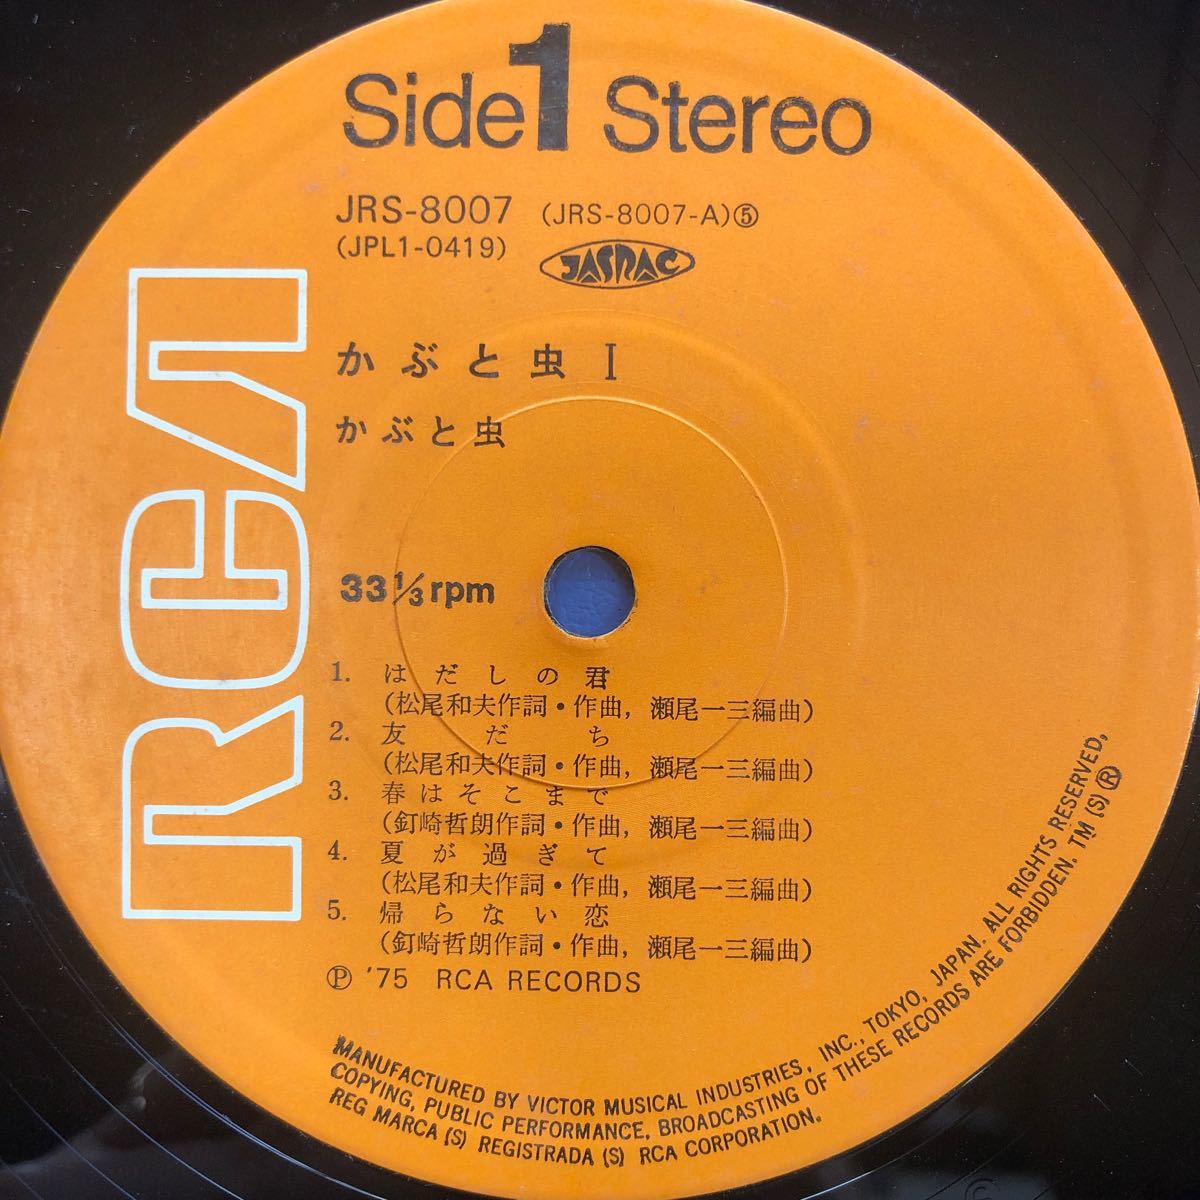 Side 1 Stereo
JRS-8007 (JRS-8007-A)⑤
(JPL1-0419) JASRAC
RCA
かぶと虫 I
かぶと虫
33 1/3 rpm
1. はだしの君
(松尾和夫作詞・作曲, 瀬尾一三編曲)
2. 友だち
(松尾和夫作詞・作曲, 瀬尾一三編曲)
3. 春はそこまで
(釘崎哲朗作詞・作曲, 瀬尾一三編曲)
4. 夏が過ぎて
(松尾和夫作詞・作曲, 瀬尾一三編曲)
5. 帰らない恋
(釘崎哲朗作詞・作曲, 瀬尾一三編曲)
Ⓟ '75 RCA RECORDS
MANUFACTURED BY VICTOR MUSICAL INDUSTRIES, INC., TOKYO, JAPAN. ALL RIGHTS RESERVED,
COPYING, PUBLIC PERFORMANCE, BROADCASTING OF THESE RECORDS ARE FORBIDDEN. TM (S) ®
REG MARCA (S) REGISTRADA (S) RCA CORPORATION.